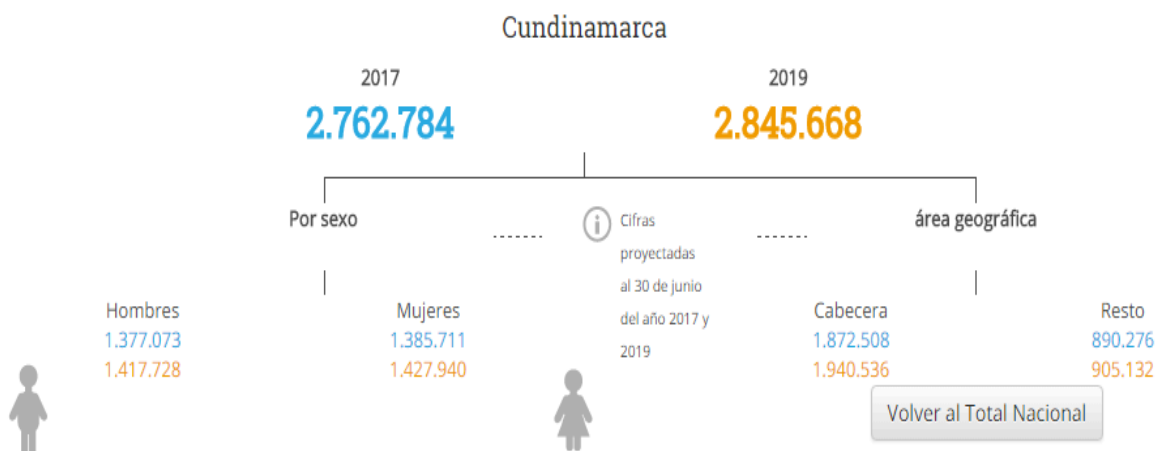 Cundinamarca
2017
2.762.784
2019
2.845.668
Por sexo
Cifras
proyectadas
al 30 de junio
del año 2017 y
2019
área geográfica
Hombres
1.377.073
1.417.728
Mujeres
1.385.711
1.427.940
Cabecera
1.872.508
1.940.536
Resto
890.276
905.132
Volver al Total Nacional